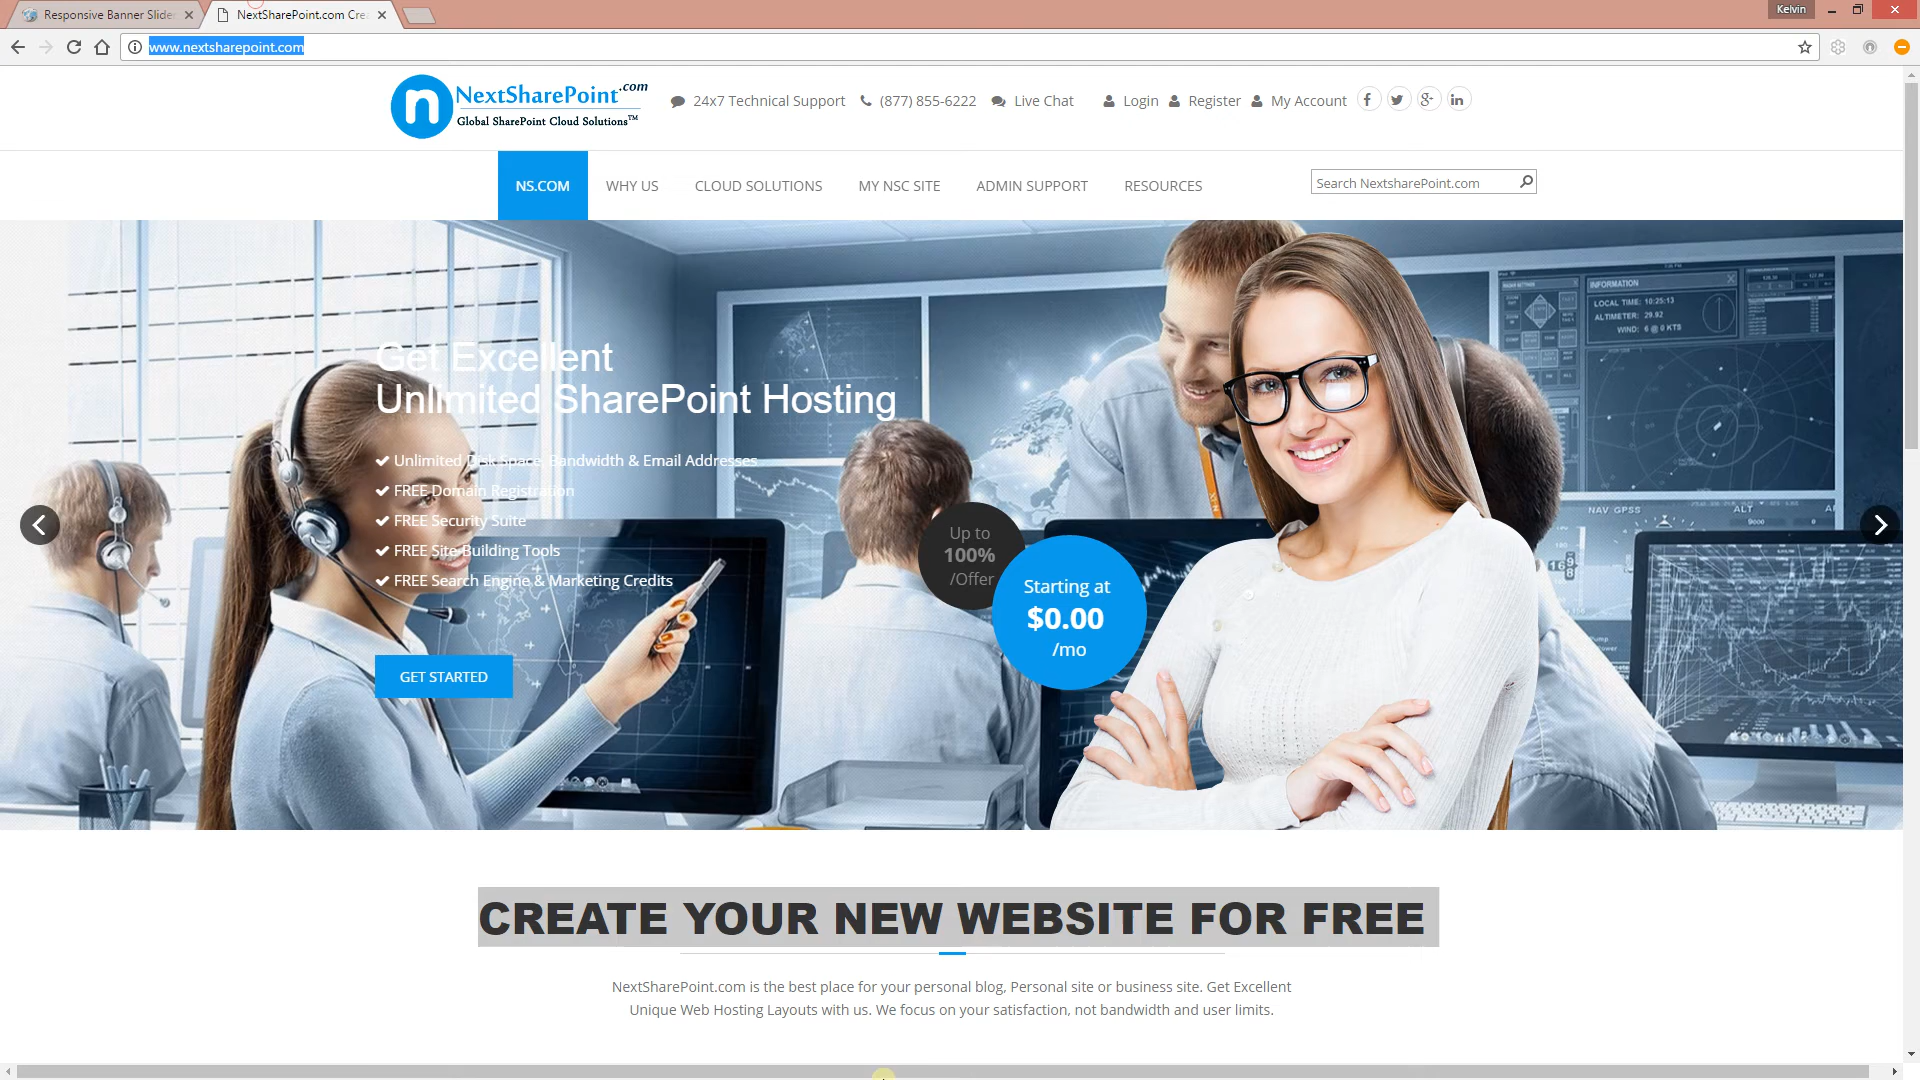 Responsive Banner Slide
NextSharePoint.com Crea
Kelvin
www.nextsharepoint.com
n NextSharePoint.com
Global SharePoint Cloud Solutions™
24x7 Technical Support (877) 855-6222 Live Chat Login Register My Account
NS.COM WHY US CLOUD SOLUTIONS MY NSC SITE ADMIN SUPPORT RESOURCES
Search NextsharePoint.com
INFORMATION
LOCAL TIME: 10:25:13
ALTIMETER: 29.92
WIND: 6 @ 0 KTS
Get Excellent
Unlimited SharePoint Hosting
✔ Unlimited Disk Space, Bandwidth & Email Addresses
✔ FREE Domain Registration
✔ FREE Security Suite
✔ FREE Site Building Tools
✔ FREE Search Engine & Marketing Credits
NAV GPSS ALT
Up to
100%
/Offer
Starting at
$0.00
/mo
GET STARTED
CREATE YOUR NEW WEBSITE FOR FREE
NextSharePoint.com is the best place for your personal blog, Personal site or business site. Get Excellent
Unique Web Hosting Layouts with us. We focus on your satisfaction, not bandwidth and user limits.